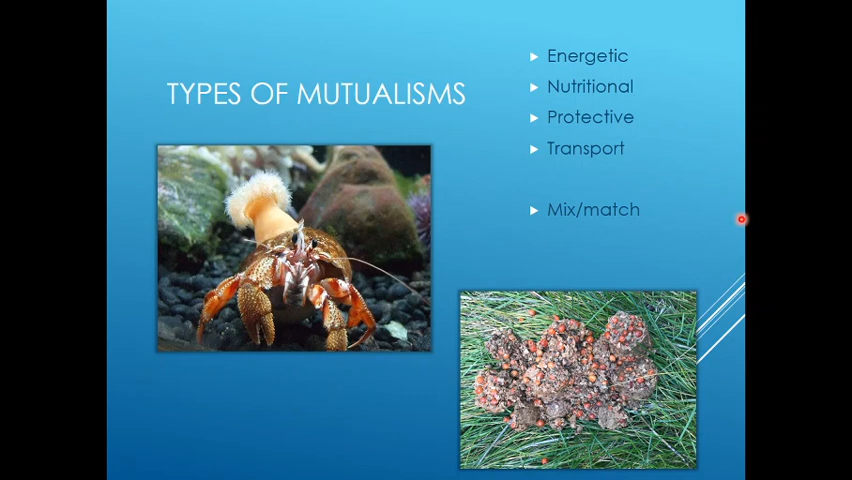 TYPES OF MUTUALISMS
Energetic
Nutritional
Protective
Transport
Mix/match